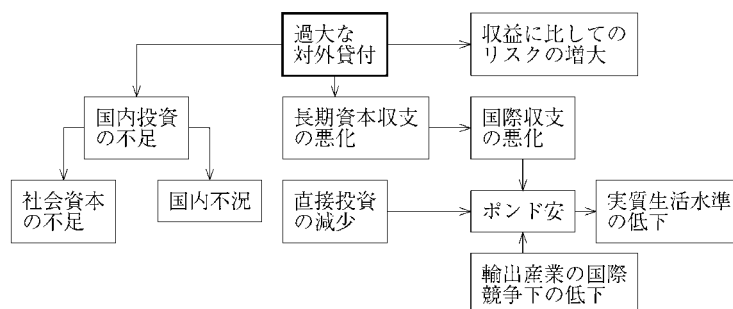 過大な
対外貸付
収益に比しての
リスクの増大
国内投資
の不足
長期資本収支
の悪化
国際収支
の悪化
社会資本
の不足
国内不況
直接投資
の減少
ポンド安
実質生活水準
の低下
輸出産業の国際
競争下の低下